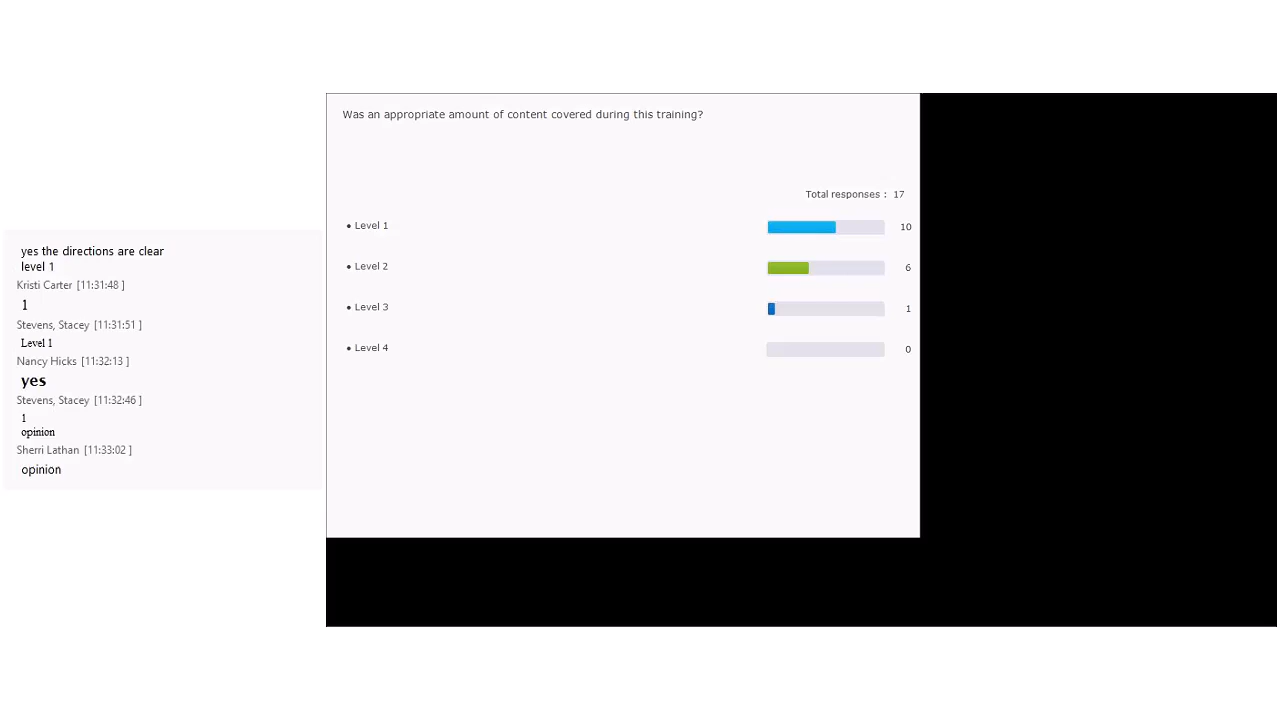 yes the directions are clear
level 1
Kristi Carter [11:31:48 ]
1
Stevens, Stacey [11:31:51 ]
Level 1
Nancy Hicks [11:32:13 ]
yes
Stevens, Stacey [11:32:46 ]
1
opinion
Sherri Lathan [11:33:02 ]
opinion
Was an appropriate amount of content covered during this training?
Total responses : 17
• Level 1 10
• Level 2 6
• Level 3 1
• Level 4 0